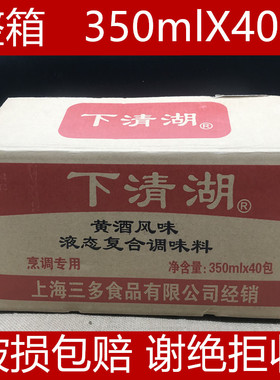 整箱 350mlX40
下清湖®
下清湖®
黄酒风味
液态复合调味料
烹调专用 净含量:350mlx40包
上海三多食品有限公司经销
破损包赔 谢绝拒收